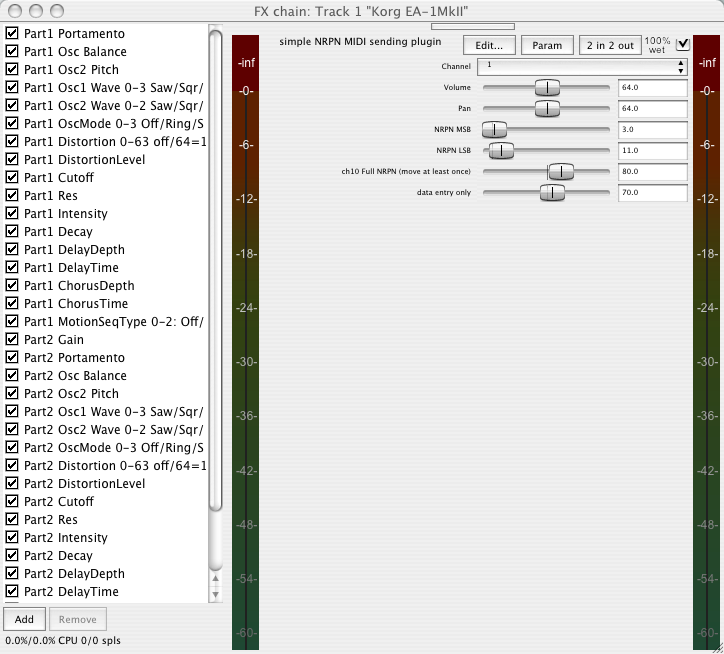 FX chain: Track 1 "Korg EA-1MkII"
Part1 Portamento
Part1 Osc Balance
Part1 Osc2 Pitch
Part1 Osc1 Wave 0-3 Saw/Sqr/
Part1 Osc2 Wave 0-2 Saw/Sqr/
Part1 OscMode 0-3 Off/Ring/S
Part1 Distortion 0-63 off/64=1
Part1 DistortionLevel
Part1 Cutoff
Part1 Res
Part1 Intensity
Part1 Decay
Part1 DelayDepth
Part1 DelayTime
Part1 ChorusDepth
Part1 ChorusTime
Part1 MotionSeqType 0-2: Off/
Part2 Gain
Part2 Portamento
Part2 Osc Balance
Part2 Osc2 Pitch
Part2 Osc1 Wave 0-3 Saw/Sqr/
Part2 Osc2 Wave 0-2 Saw/Sqr/
Part2 OscMode 0-3 Off/Ring/S
Part2 Distortion 0-63 off/64=1
Part2 DistortionLevel
Part2 Cutoff
Part2 Res
Part2 Intensity
Part2 Decay
Part2 DelayDepth
Part2 DelayTime
Add
Remove
0.0%/0.0% CPU 0/0 spls
-inf
-0-
-6-
-12-
-18-
-24-
-30-
-36-
-42-
-48-
-54-
-60-
simple NRPN MIDI sending plugin
Edit...
Param
2 in 2 out
100%
wet
Channel 1
Volume 64.0
Pan 64.0
NRPN MSB 3.0
NRPN LSB 11.0
ch10 Full NRPN (move at least once) 80.0
data entry only 70.0
-inf
-0-
-6-
-12-
-18-
-24-
-30-
-36-
-42-
-48-
-54-
-60-